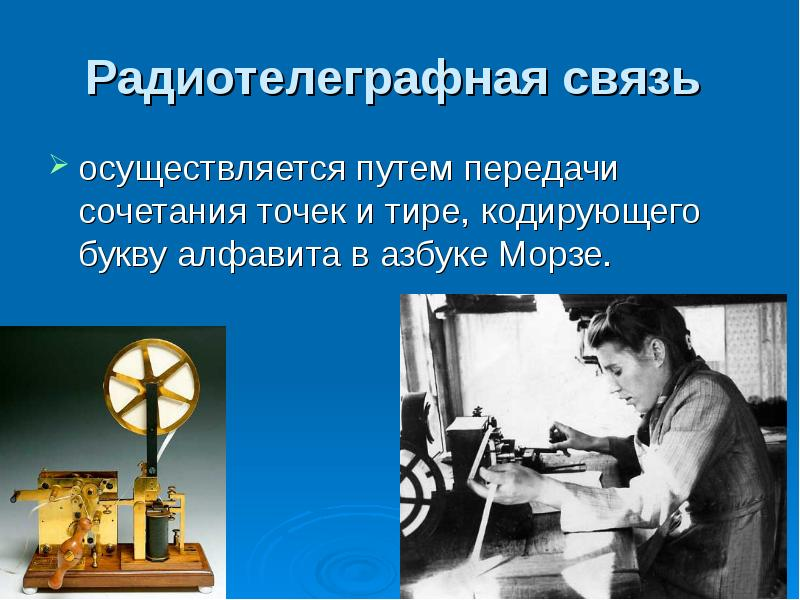 Радиотелеграфная связь
осуществляется путем передачи
сочетания точек и тире, кодирующего
букву алфавита в азбуке Морзе.